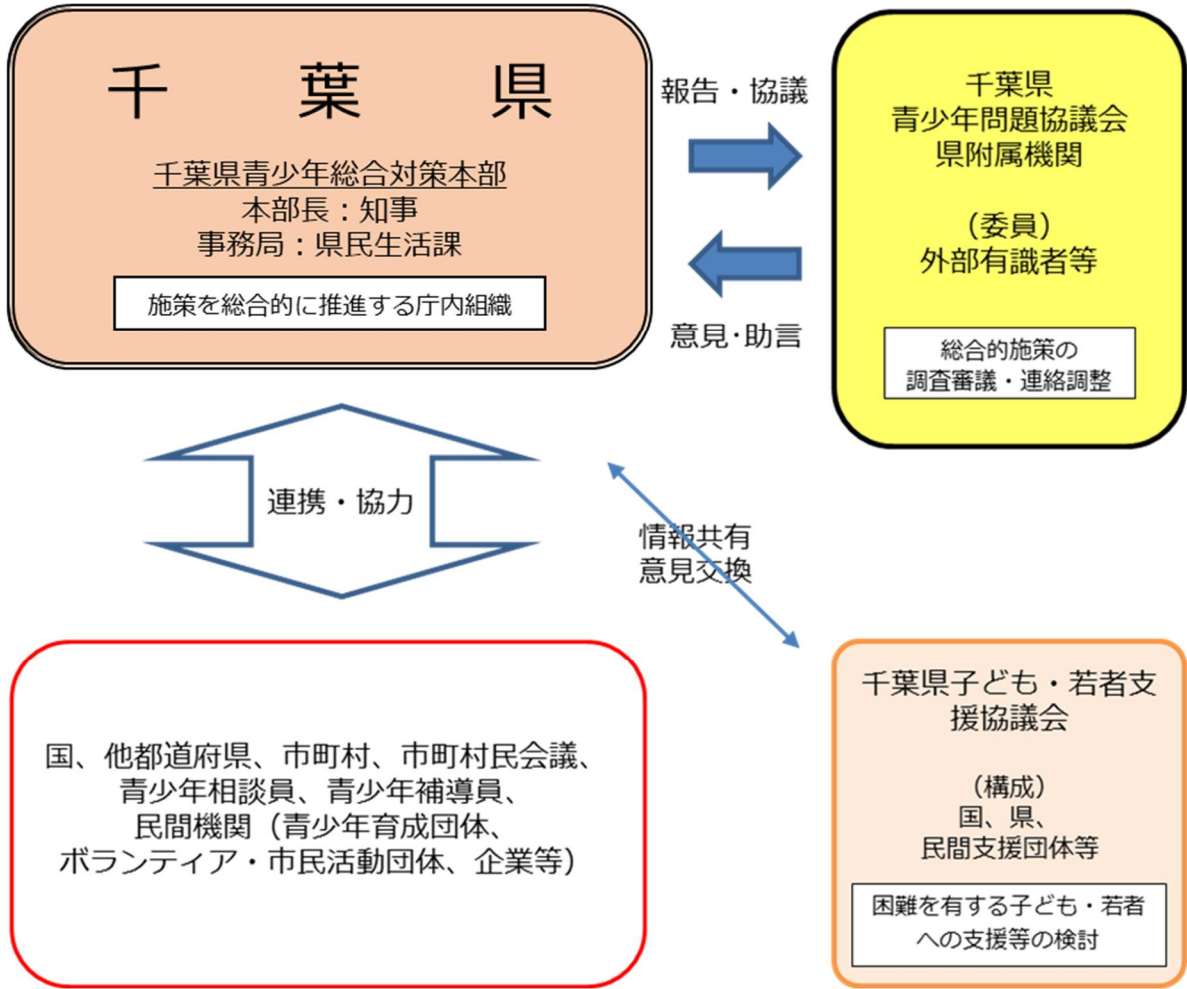 千葉県
千葉県青少年総合対策本部
本部長：知事
事務局：県民生活課
施策を総合的に推進する庁内組織
報告・協議
意見・助言
千葉県
青少年問題協議会
県附属機関
（委員）
外部有識者等
総合的施策の
調査審議・連絡調整
連携・協力
情報共有
意見交換
国、他都道府県、市町村、市町村民会議、
青少年相談員、青少年補導員、
民間機関（青少年育成団体、
ボランティア・市民活動団体、企業等）
千葉県子ども・若者支
援協議会
（構成）
国、県、
民間支援団体等
困難を有する子ども・若者
への支援等の検討